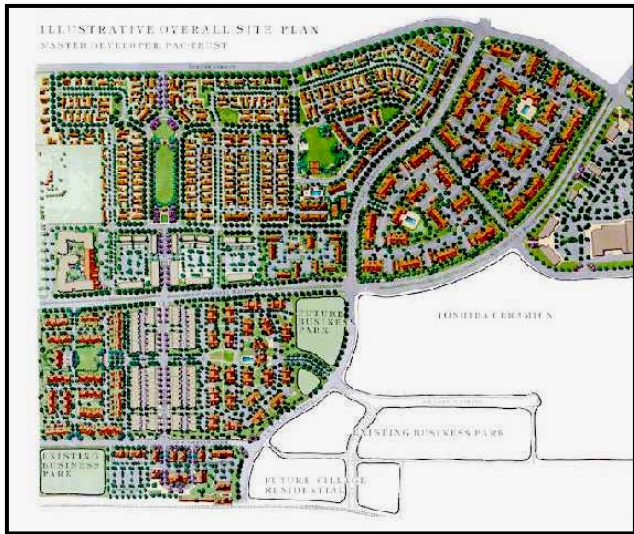 ILLUSTRATIVE OVERALL SITE PLAN
MASTER DEVELOPER: PACTRUST
FUTURE
BUSINESS
PARK
TOSHIBA CERAMICS
EXISTING BUSINESS PARK
EXISTING
BUSINESS
PARK
FUTURE VILLAGE
RESIDENTIAL